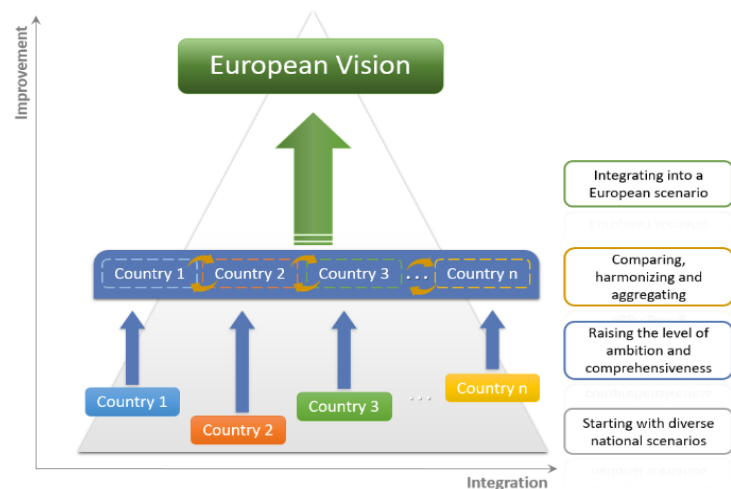 Improvement
European Vision
Integrating into a
European scenario
Country 1
Country 2
Country 3
...
Country n
Comparing,
harmonizing and
aggregating
Raising the level of
ambition and
comprehensiveness
Country 1
Country 2
Country 3
...
Country n
Starting with diverse
national scenarios
Integration